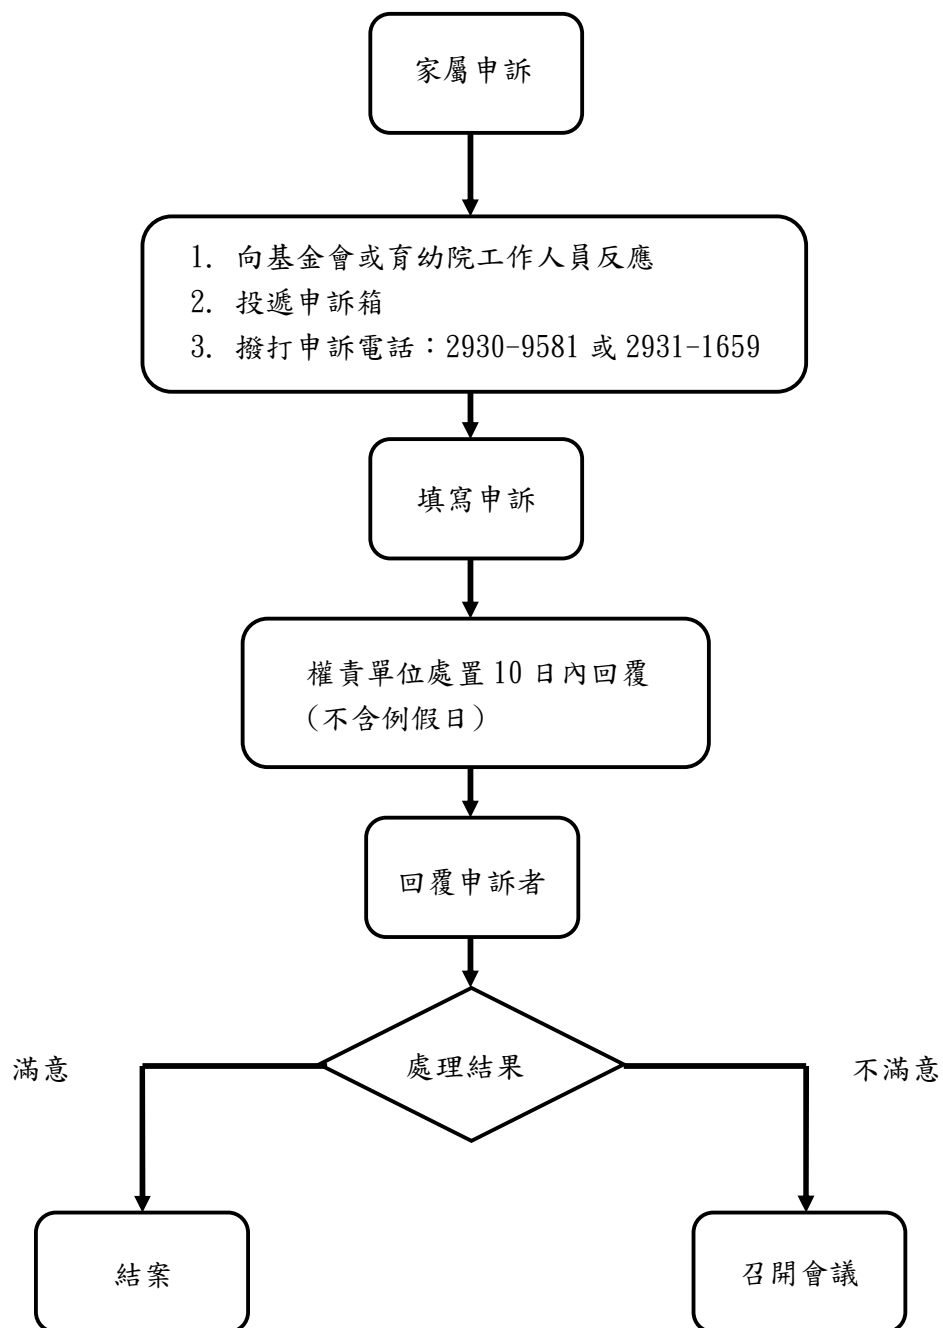 家屬申訴
1. 向基金會或育幼院工作人員反應
2. 投遞申訴箱
3. 撥打申訴電話：2930-9581 或 2931-1659
填寫申訴
權責單位處置 10 日內回覆
(不含例假日)
回覆申訴者
處理結果
滿意
不滿意
結案
召開會議